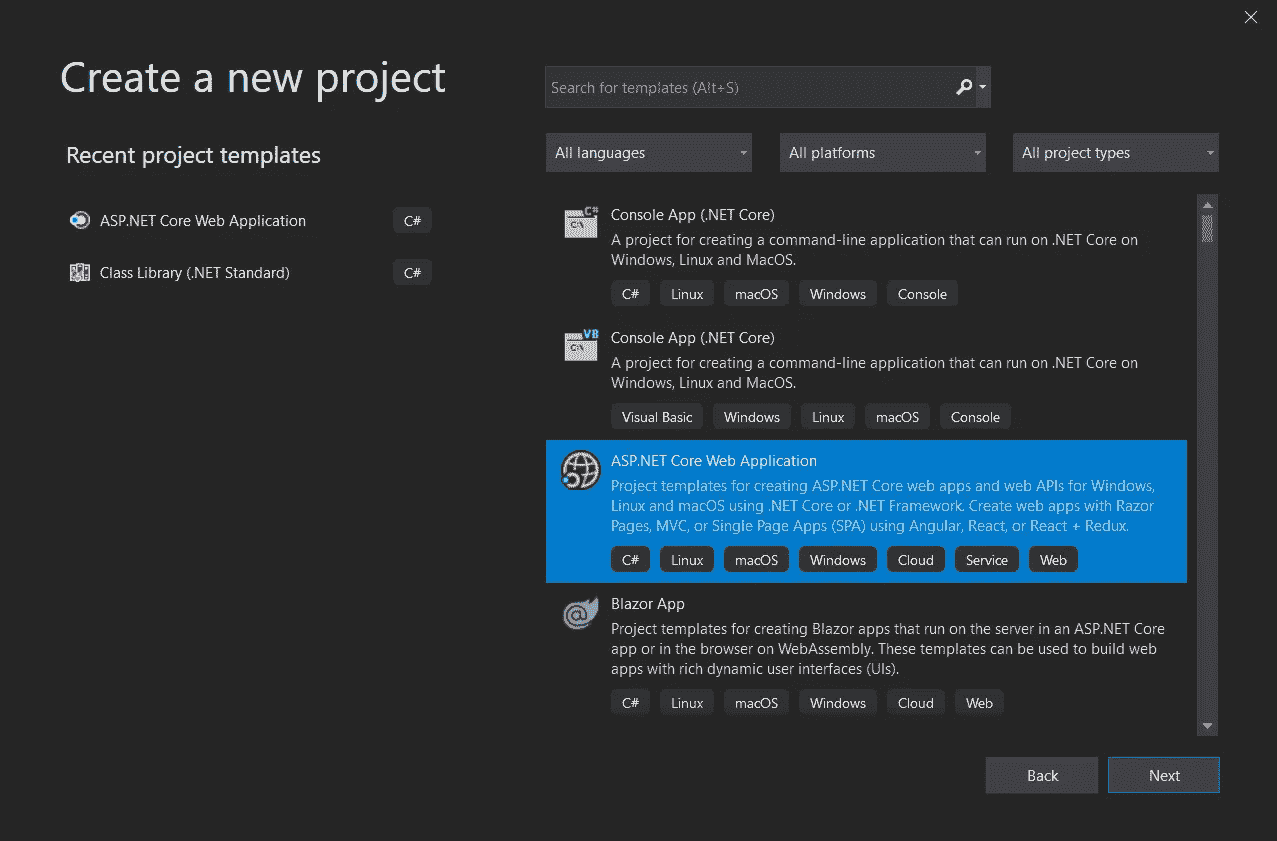 Create a new project
Search for templates (Alt+S)
Recent project templates
All languages
All platforms
All project types
ASP.NET Core Web Application
C#
Class Library (.NET Standard)
C#
C#
C:\
Console App (.NET Core)
A project for creating a command-line application that can run on .NET Core on
Windows, Linux and MacOS.
C#
Linux
macOS
Windows
Console
VB
C:\
Console App (.NET Core)
A project for creating a command-line application that can run on .NET Core on
Windows, Linux and MacOS.
Visual Basic
Windows
Linux
macOS
Console
ASP.NET Core Web Application
Project templates for creating ASP.NET Core web apps and web APIs for Windows,
Linux and macOS using .NET Core or .NET Framework. Create web apps with Razor
Pages, MVC, or Single Page Apps (SPA) using Angular, React, or React + Redux.
C#
Linux
macOS
Windows
Cloud
Service
Web
Blazor App
Project templates for creating Blazor apps that run on the server in an ASP.NET Core
app or in the browser on WebAssembly. These templates can be used to build web
apps with rich dynamic user interfaces (UIs).
C#
Linux
macOS
Windows
Cloud
Web
Back
Next